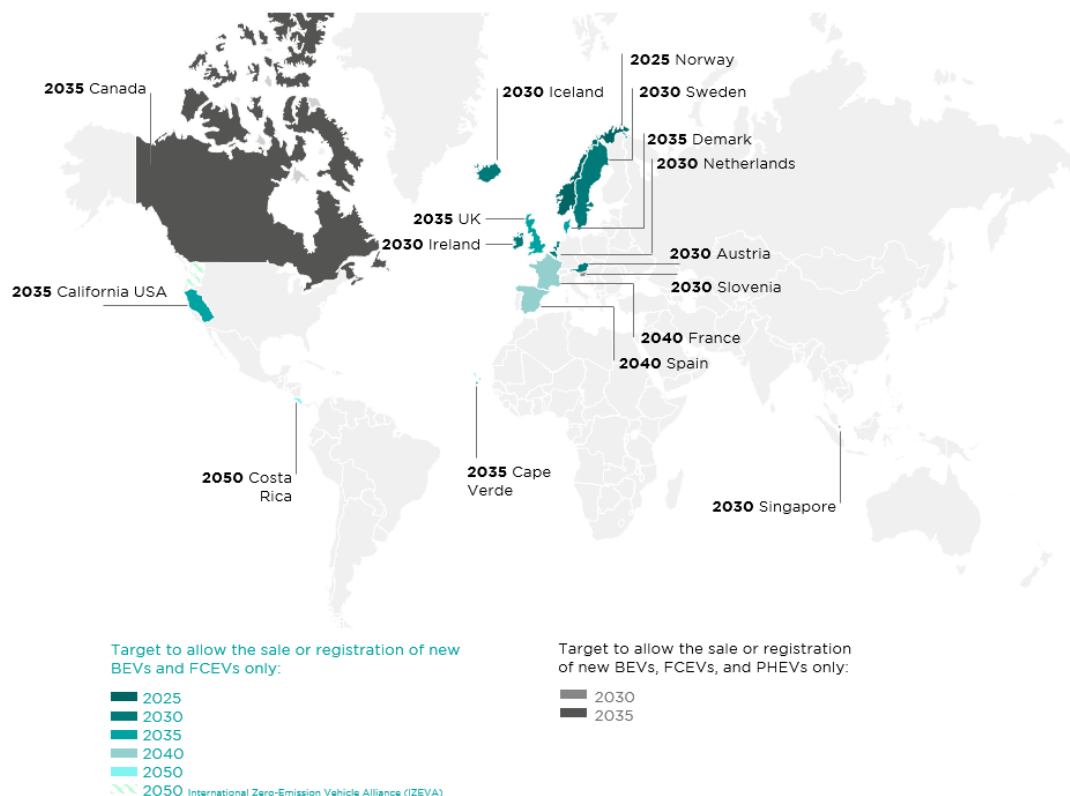 2025 Norway
2035 Canada
2030 Iceland
2030 Sweden
2035 Demark
2030 Netherlands
2035 UK
2030 Ireland
2030 Austria
2035 California USA
2030 Slovenia
2040 France
2040 Spain
2050 Costa
Rica
2035 Cape
Verde
2030 Singapore
Target to allow the sale or registration of new
BEVs and FCEVs only:
2025
2030
2035
2040
2050
2050 International Zero-Emission Vehicle Alliance (IZEVA)
Target to allow the sale or registration
of new BEVs, FCEVs, and PHEVs only:
2030
2035